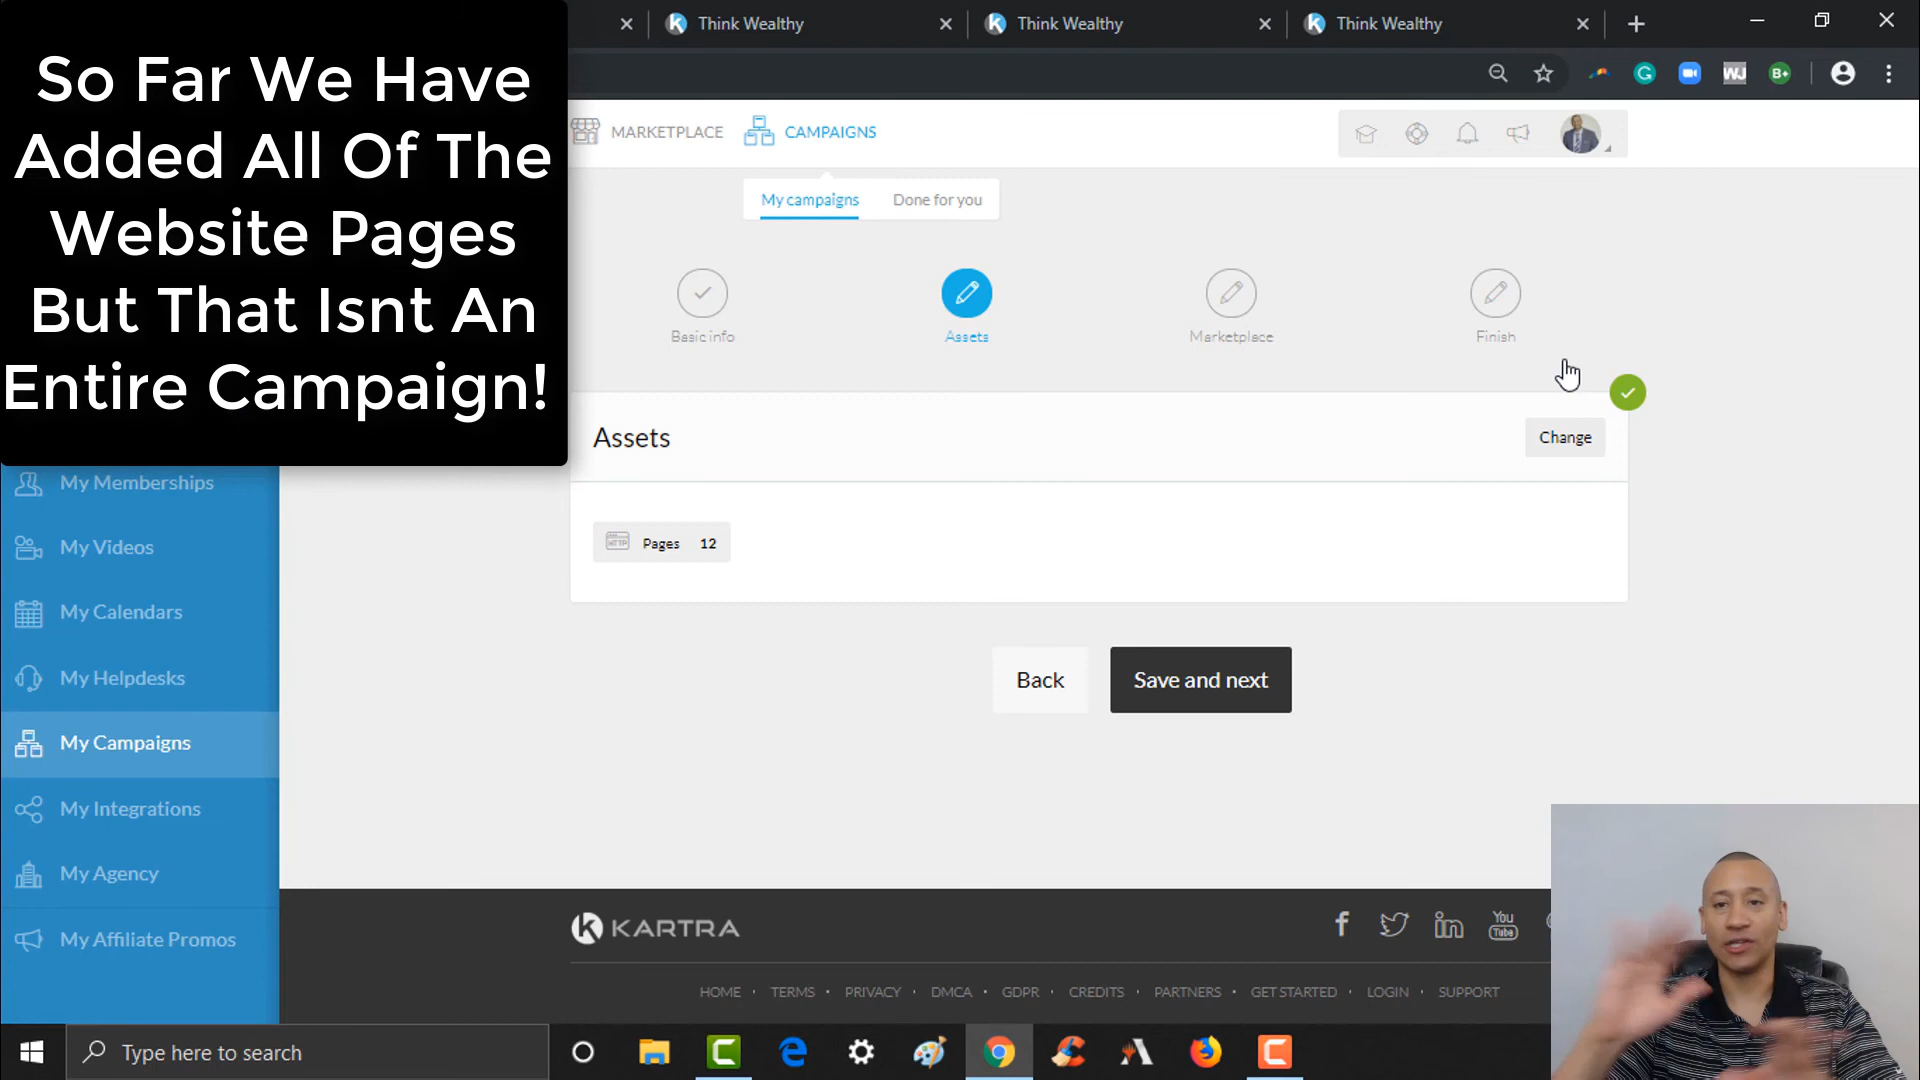 So Far We Have
Added All Of The
Website Pages
But That Isnt An
Entire Campaign!
Think Wealthy
Think Wealthy
Think Wealthy
MARKETPLACE
CAMPAIGNS
My campaigns
Done for you
Basic info
Assets
Marketplace
Finish
Assets
Change
HTTP
Pages 12
Back
Save and next
My Memberships
My Videos
My Calendars
My Helpdesks
My Campaigns
My Integrations
My Agency
My Affiliate Promos
KARTRA
You
Tube
HOME • TERMS • PRIVACY • DMCA • GDPR • CREDITS • PARTNERS • GET STARTED • LOGIN • SUPPORT
Type here to search